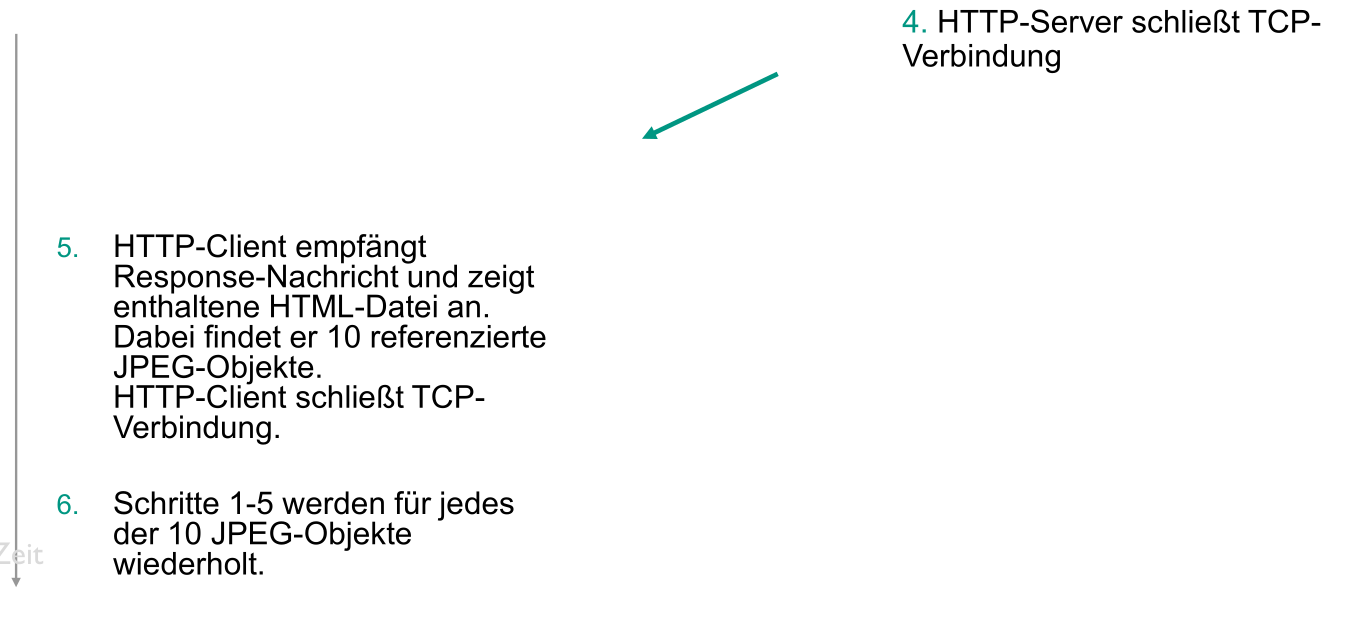 4. HTTP-Server schließt TCP-
Verbindung
5. HTTP-Client empfängt
Response-Nachricht und zeigt
enthaltene HTML-Datei an.
Dabei findet er 10 referenzierte
JPEG-Objekte.
HTTP-Client schließt TCP-
Verbindung.
6. Schritte 1-5 werden für jedes
der 10 JPEG-Objekte
wiederholt.
Zeit